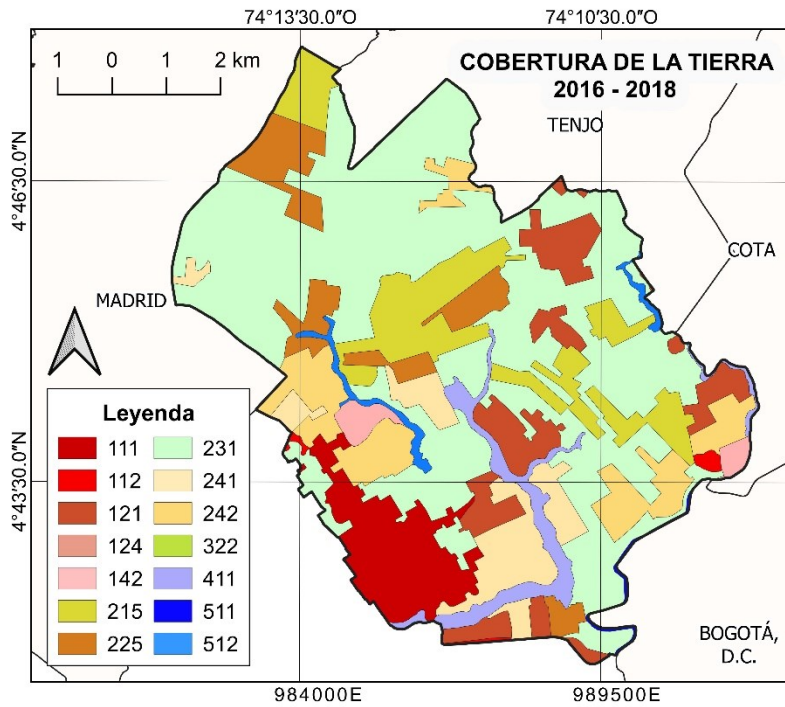 74°13'30.0"O 74°10'30.0"O
1 0 1 2 km
COBERTURA DE LA TIERRA
2016 - 2018
TENJO
4°46'30.0"N
COTA
MADRID
Leyenda
111 231
112 241
121 242
124 322
142 411
215 511
225 512
4°43'30.0"N
BOGOTÁ,
D.C.
984000E 989500E